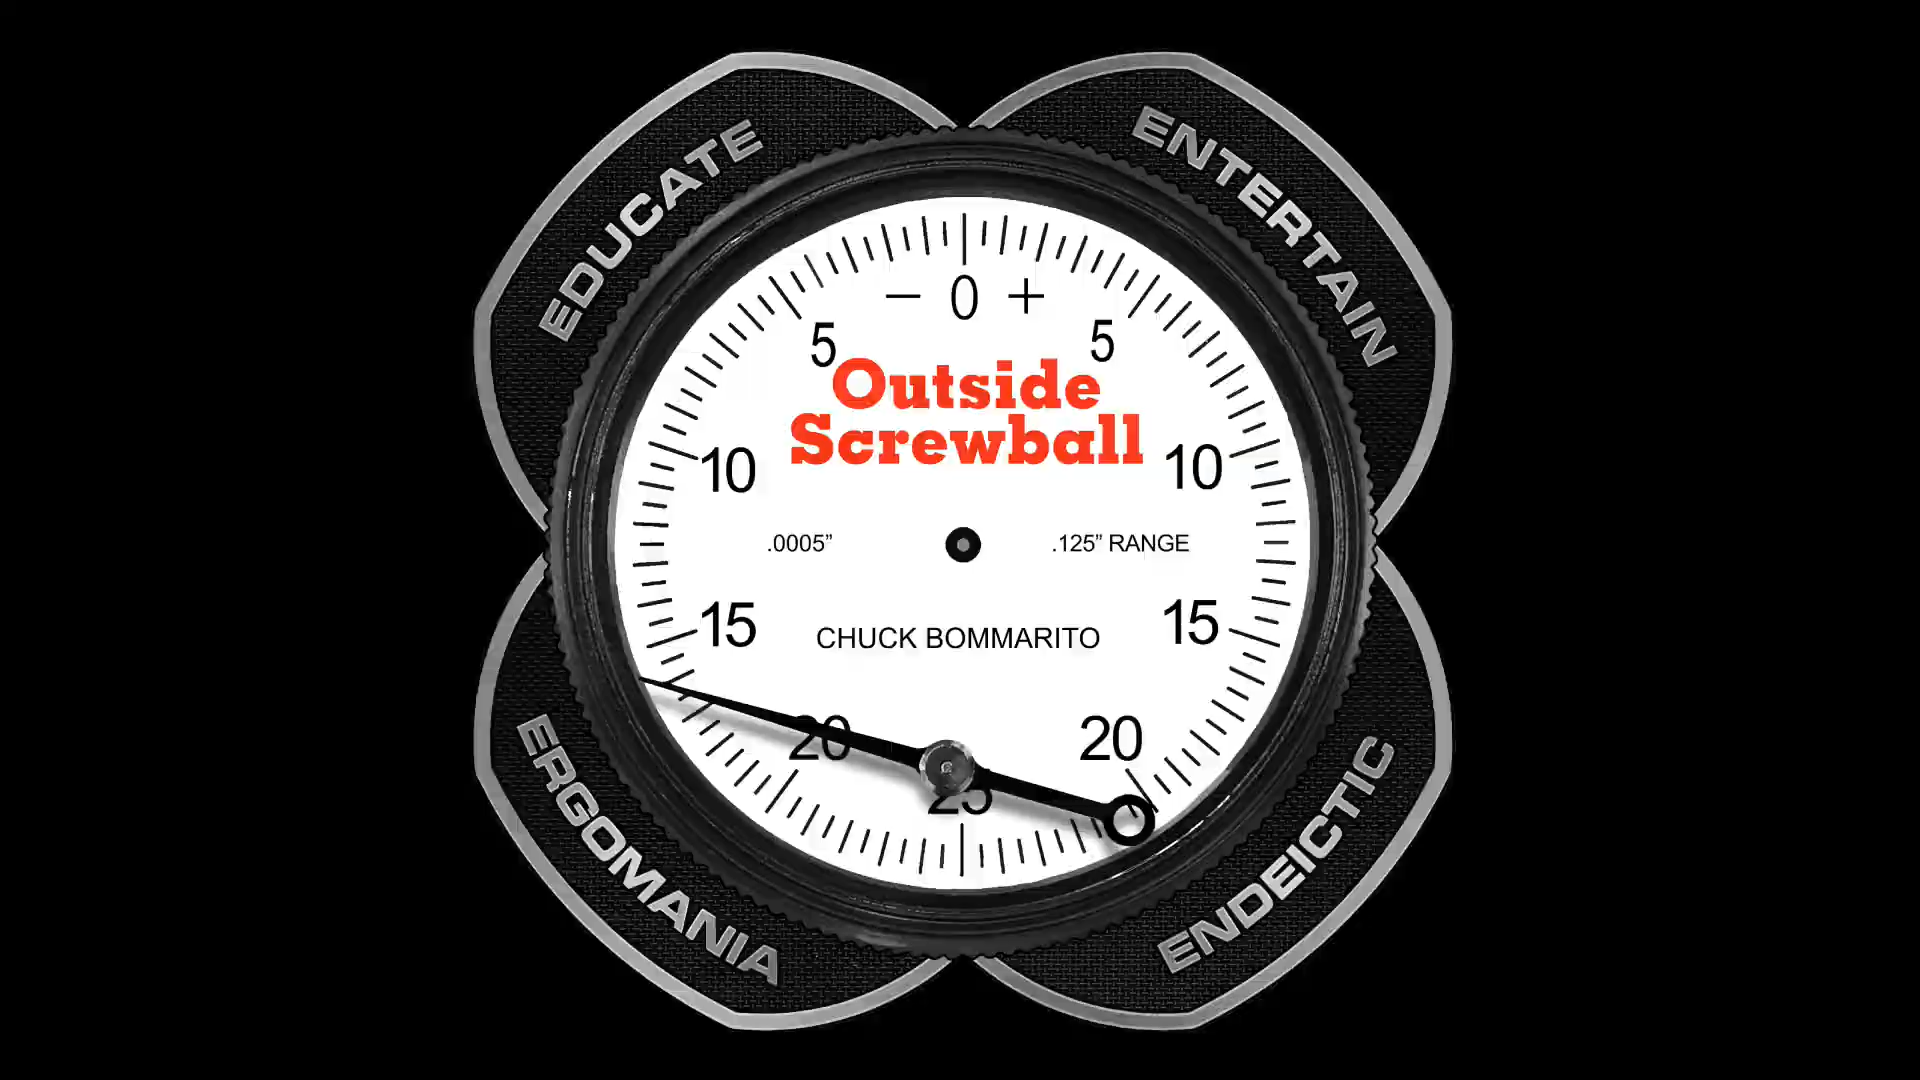 EDUCATE
ENTERTAIN
− 0 +
5 5
Outside
Screwball
10 10
.0005” .125” RANGE
15 15
CHUCK BOMMARITO
20 20
25
ERGOMANIA
ENDEICTIC